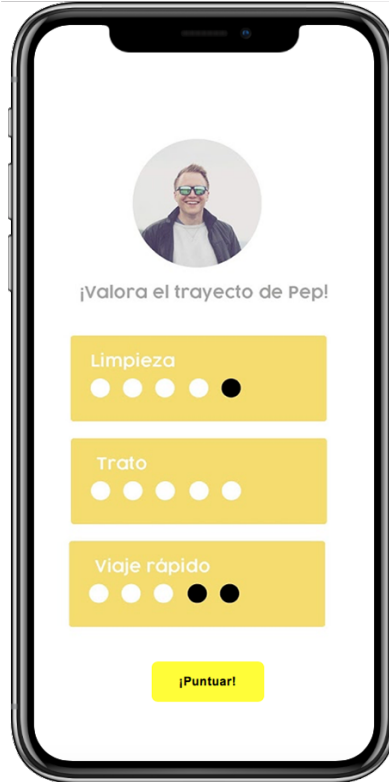 ¡Valora el trayecto de Pep!
Limpieza
Trato
Viaje rápido
¡Puntuar!